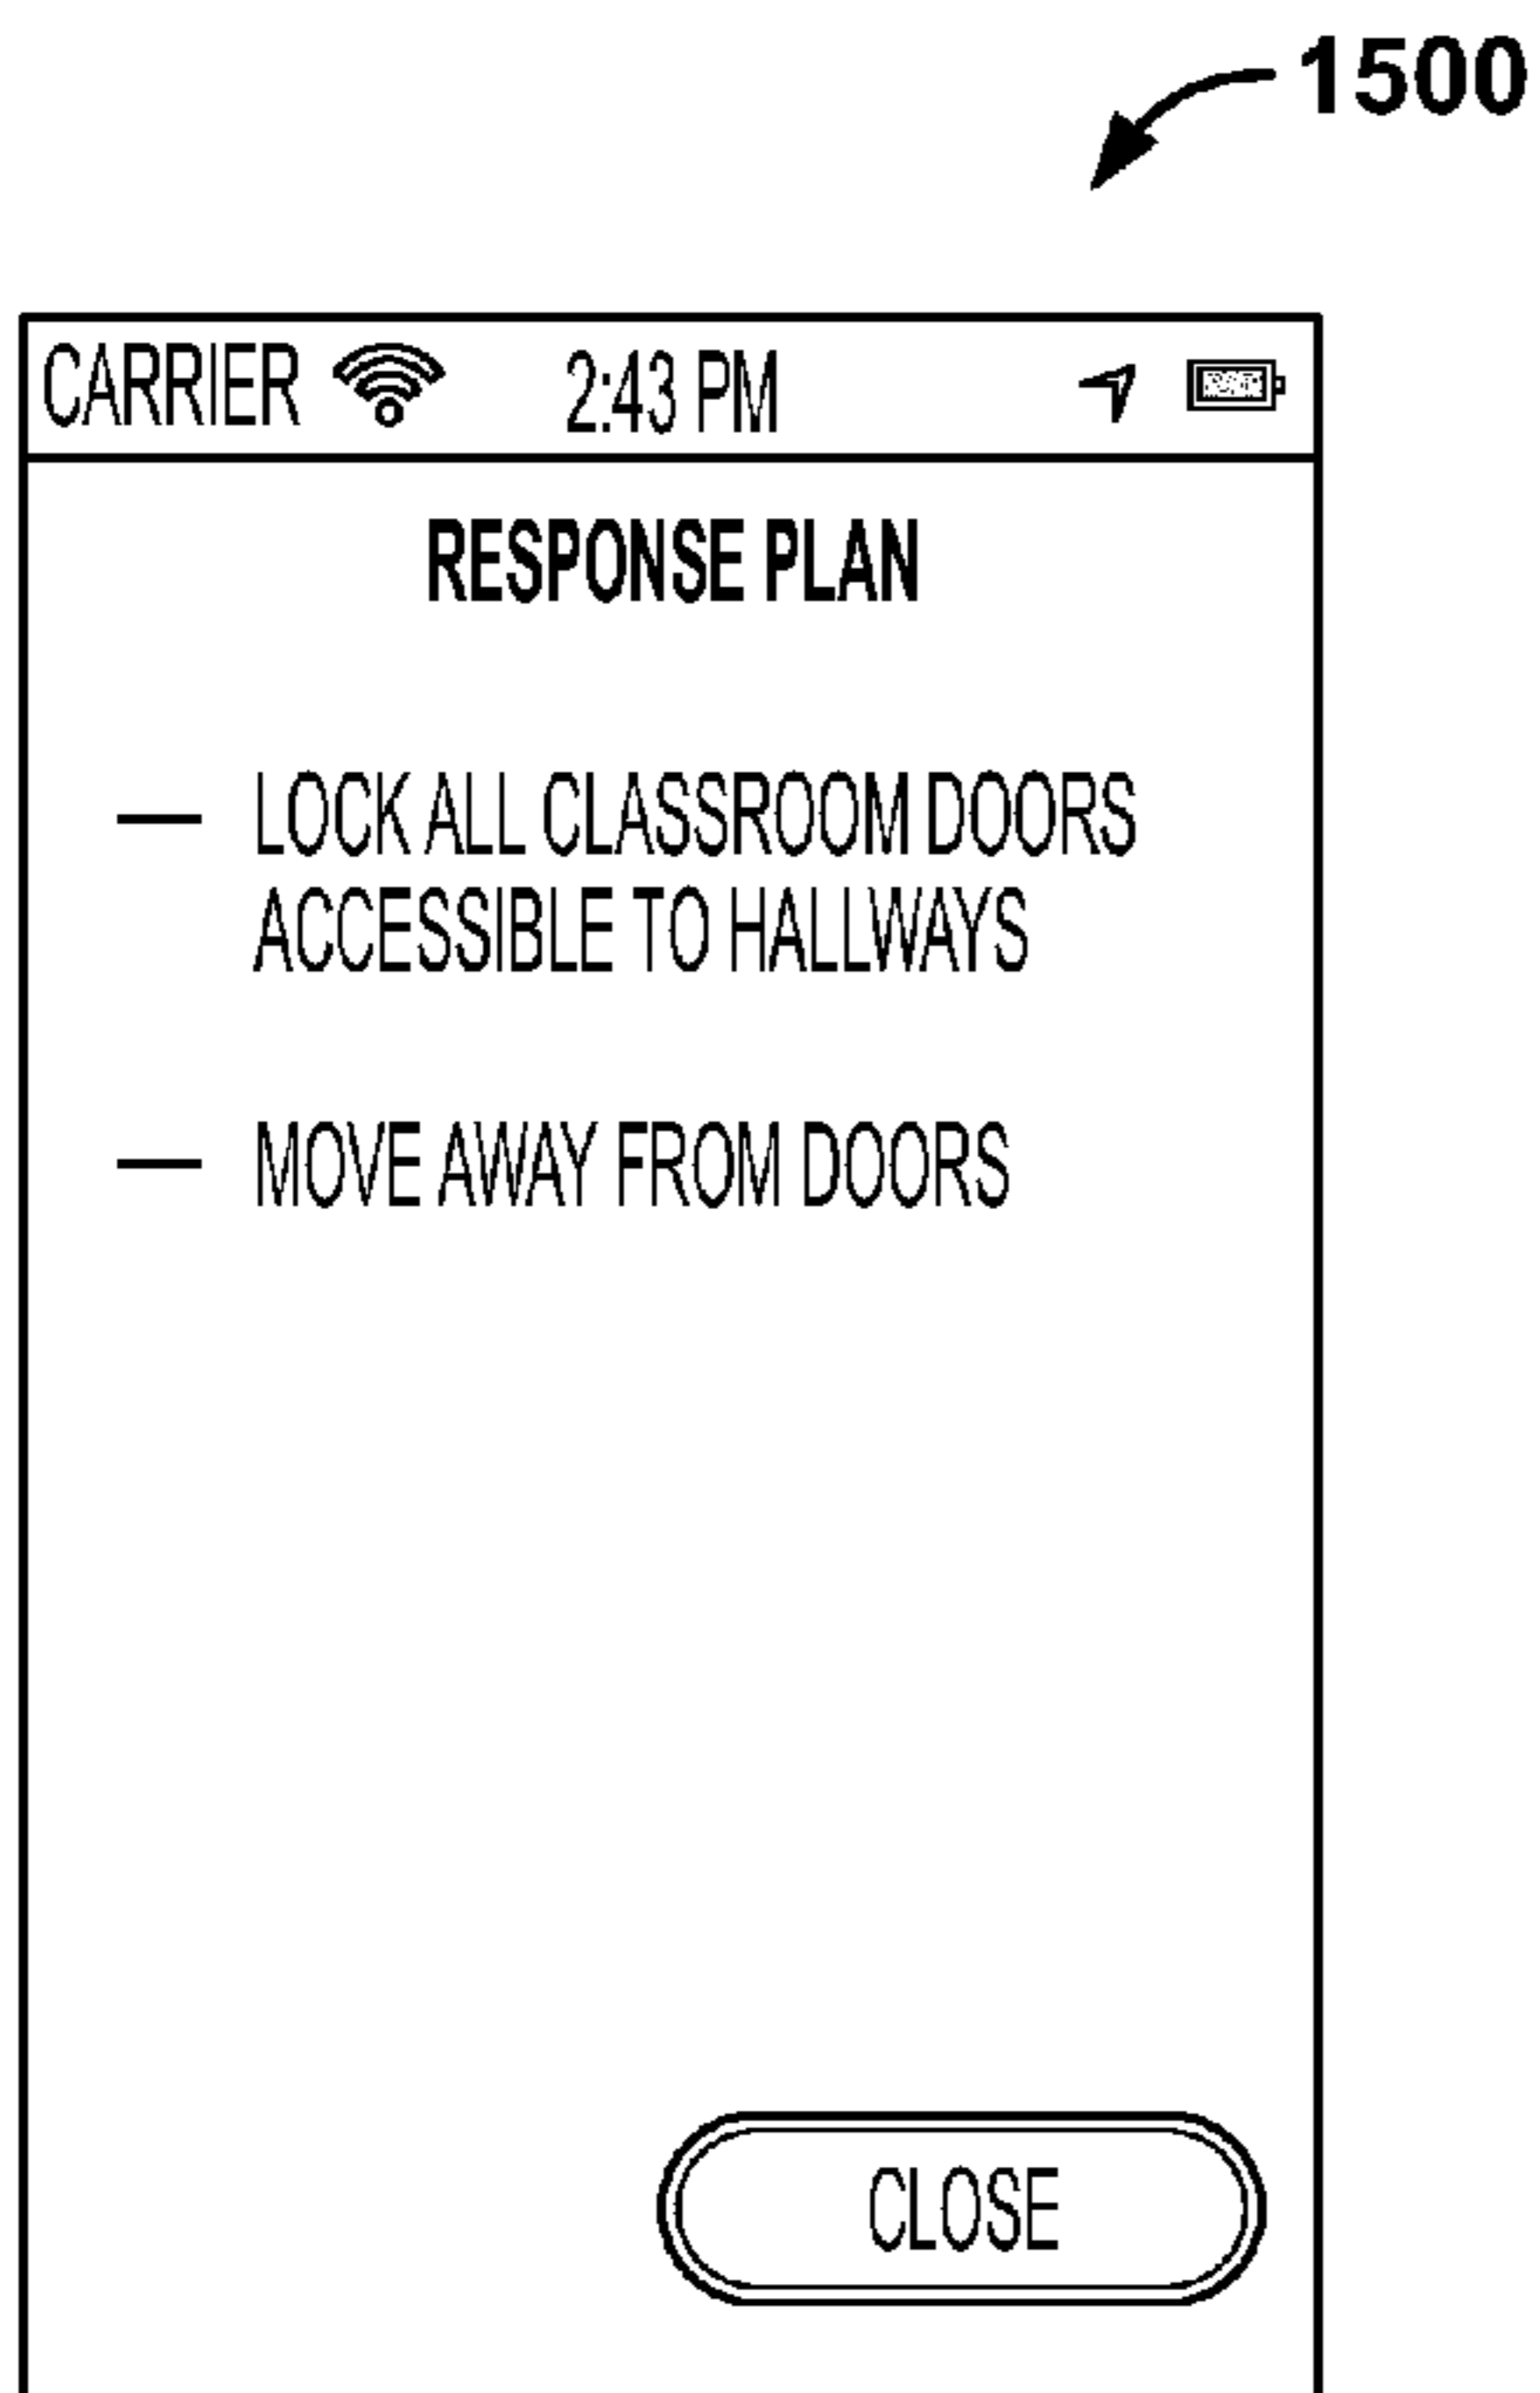 1500
CARRIER 2:43 PM
RESPONSE PLAN
— LOCK ALL CLASSROOM DOORS
ACCESSIBLE TO HALLWAYS
— MOVE AWAY FROM DOORS
CLOSE